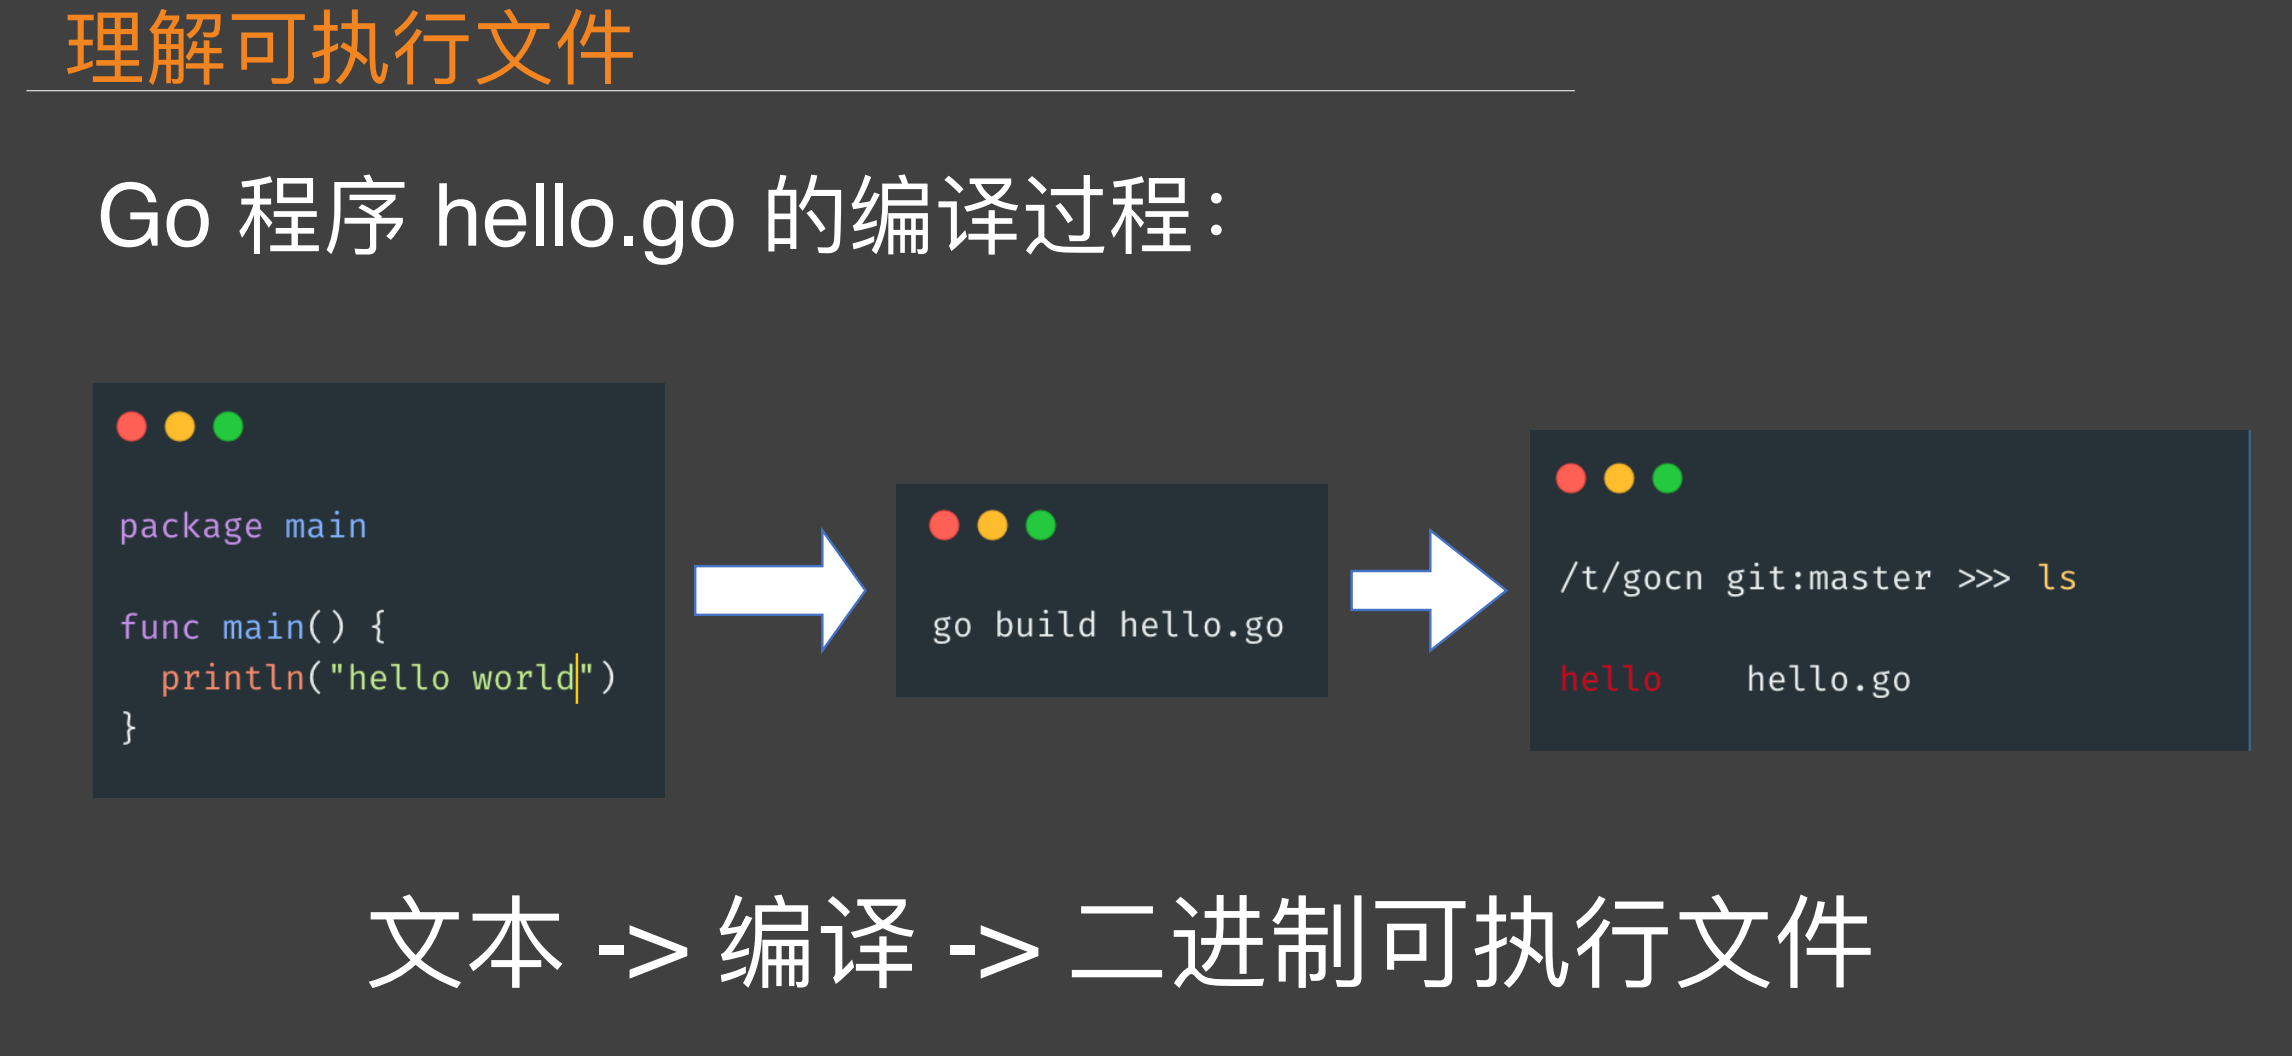 理解可执行文件
Go 程序 hello.go 的编译过程：
package main
func main() {
  println("hello world")
}
go build hello.go
/t/gocn git:master >>> ls
hello    hello.go
文本 -> 编译 -> 二进制可执行文件